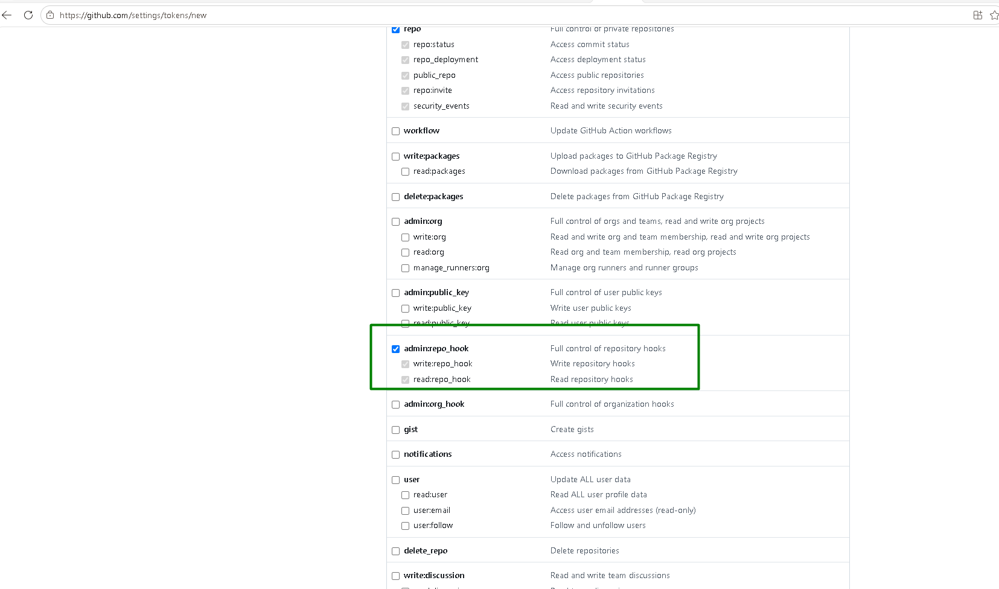 https://github.com/settings/tokens/new
repo Full control of private repositories
repo:status Access commit status
repo_deployment Access deployment status
public_repo Access public repositories
repo:invite Access repository invitations
security_events Read and write security events
workflow Update GitHub Action workflows
write:packages Upload packages to GitHub Package Registry
read:packages Download packages from GitHub Package Registry
delete:packages Delete packages from GitHub Package Registry
admin:org Full control of orgs and teams, read and write org projects
write:org Read and write org and team membership, read and write org projects
read:org Read org and team membership, read org projects
manage_runners:org Manage org runners and runner groups
admin:public_key Full control of user public keys
write:public_key Write user public keys
read:public_key Read user public keys
admin:repo_hook Full control of repository hooks
write:repo_hook Write repository hooks
read:repo_hook Read repository hooks
admin:org_hook Full control of organization hooks
gist Create gists
notifications Access notifications
user Update ALL user data
read:user Read ALL user profile data
user:email Access user email addresses (read-only)
user:follow Follow and unfollow users
delete_repo Delete repositories
write:discussion Read and write team discussions